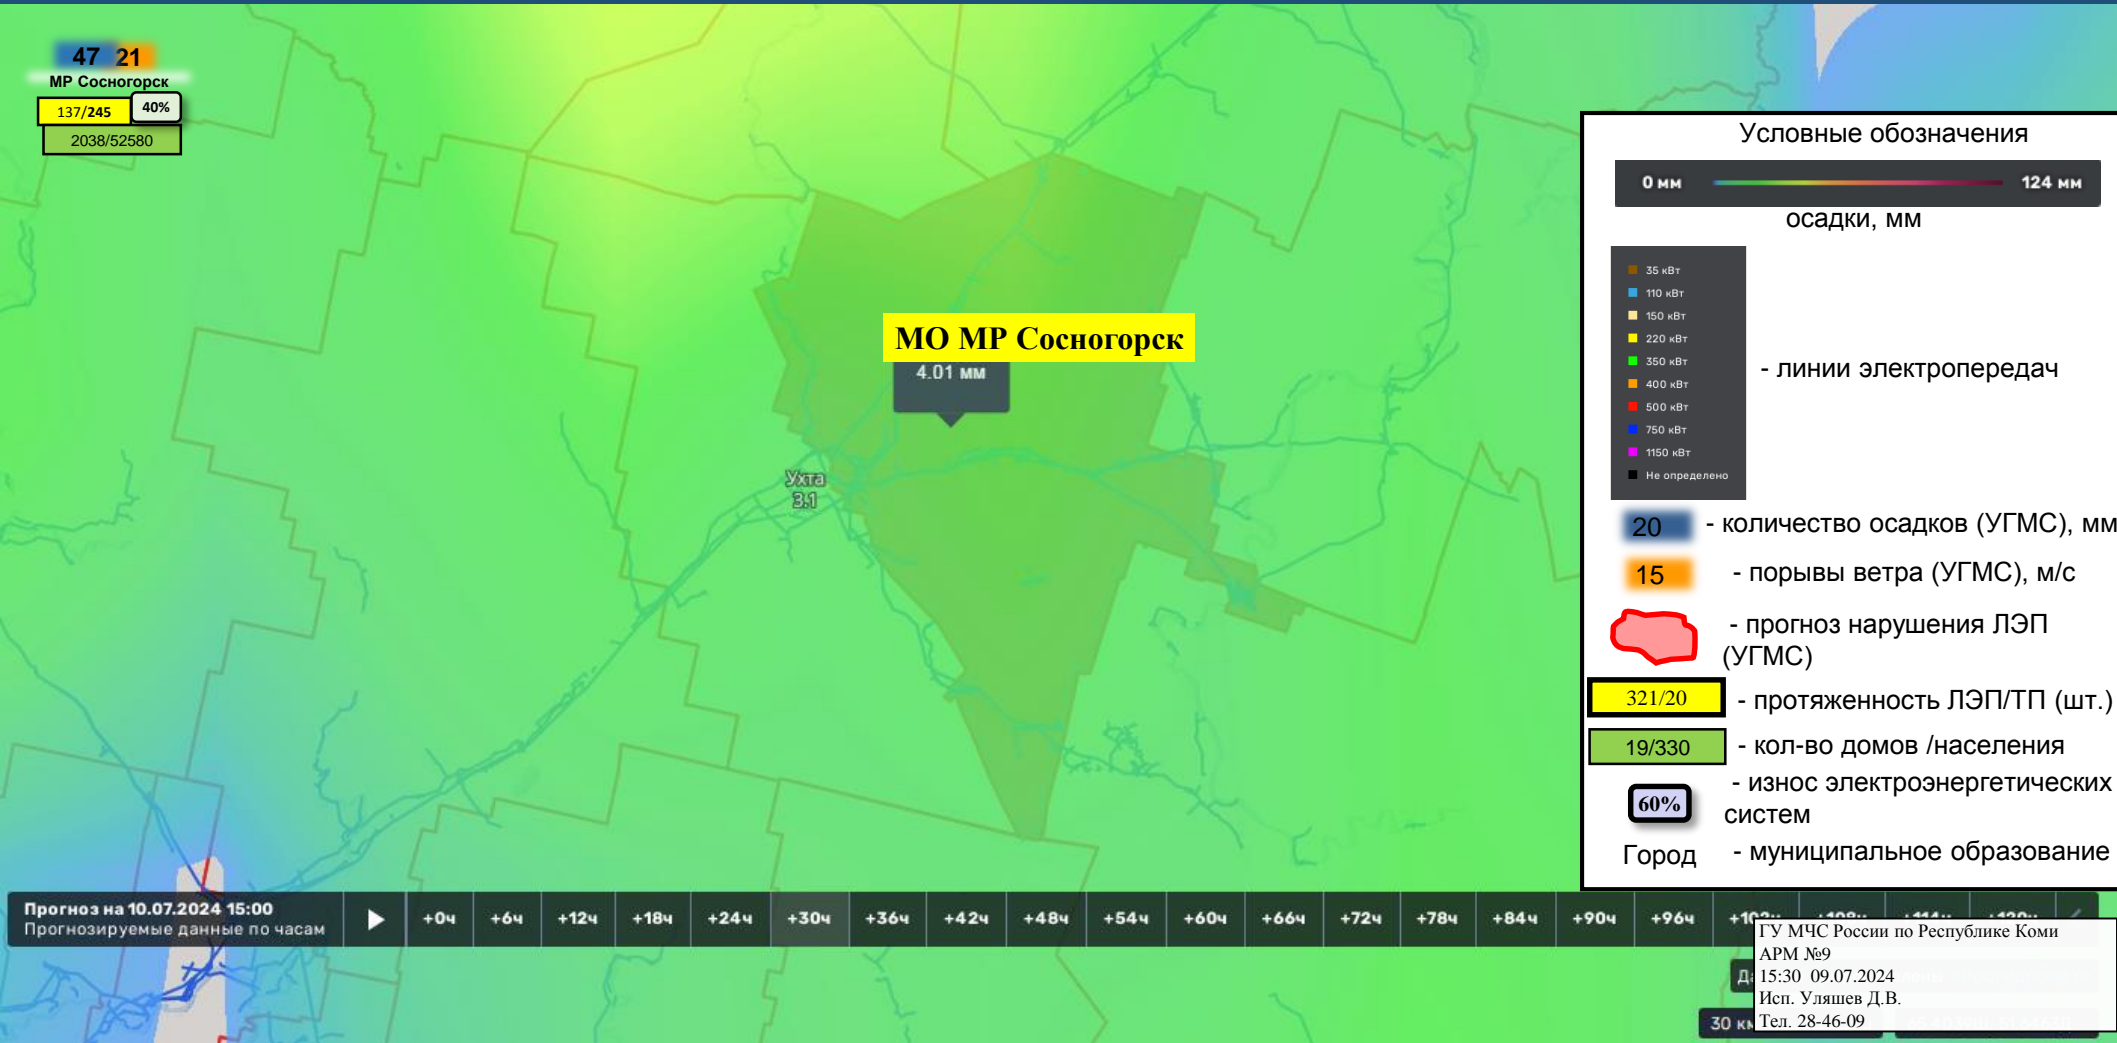 47 21
МР Сосногорск
137/245 40%
2038/52580
МО МР Сосногорск
4.01 мм
Ухта
3.1
Условные обозначения
0 мм 124 мм
осадки, мм
35 кВт
110 кВт
150 кВт
220 кВт
350 кВт
400 кВт
500 кВт
750 кВт
1150 кВт
Не определено
- линии электропередач
20 - количество осадков (УГМС), мм
15 - порывы ветра (УГМС), м/с
- прогноз нарушения ЛЭП
(УГМС)
321/20 - протяженность ЛЭП/ТП (шт.)
19/330 - кол-во домов /населения
60% - износ электроэнергетических
систем
Город - муниципальное образование
Прогноз на 10.07.2024 15:00
Прогнозируемые данные по часам
+0ч +6ч +12ч +18ч +24ч +30ч +36ч +42ч +48ч +54ч +60ч +66ч +72ч +78ч +84ч +90ч +96ч
ГУ МЧС России по Республике Коми
АРМ №9
15:30 09.07.2024
Исп. Уляшев Д.В.
Тел. 28-46-09
30 км